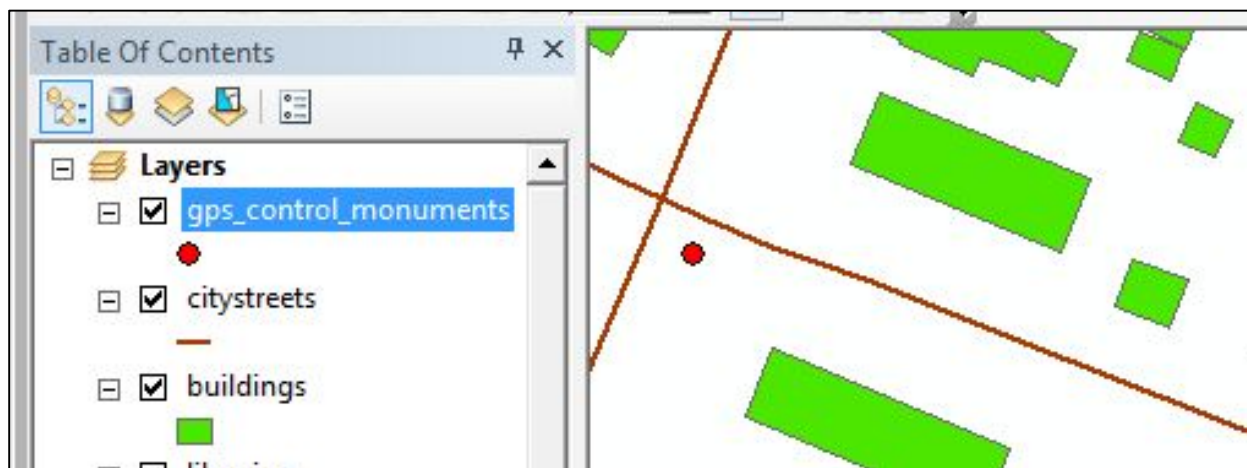 Table Of Contents
Layers
gps_control_monuments
citystreets
buildings